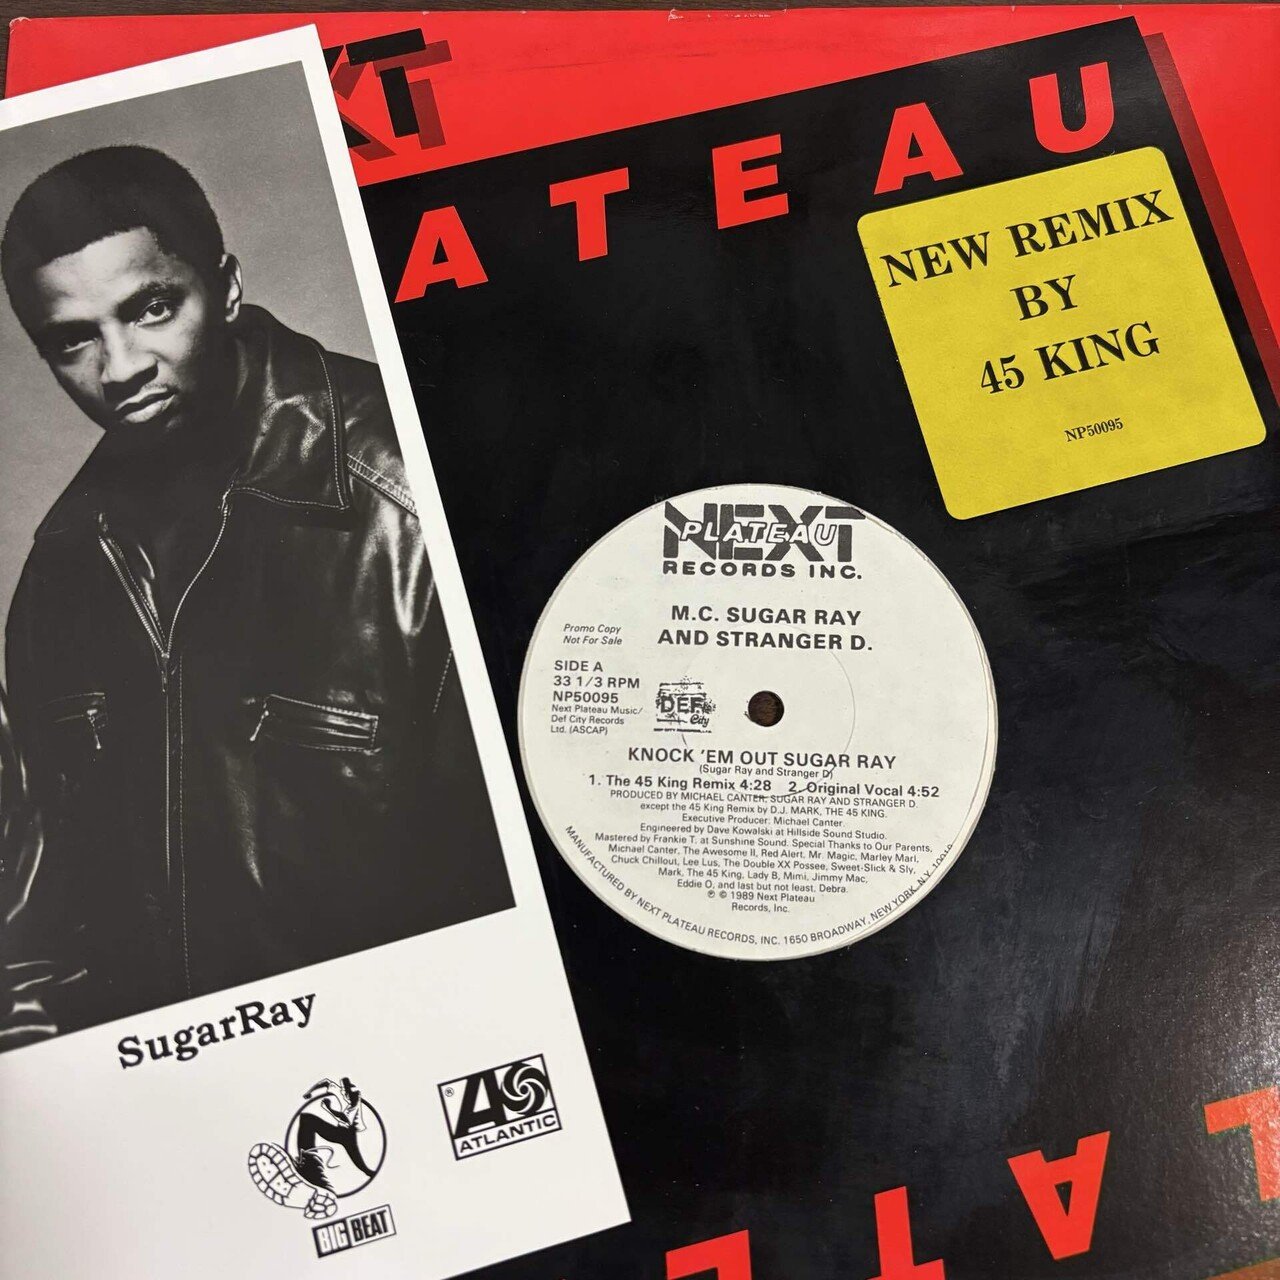 XT
ATEAU
NEW REMIX
BY
45 KING
NP50095
NEXT
PLATEAU
RECORDS INC.
M.C. SUGAR RAY
AND STRANGER D.
Promo Copy
Not For Sale
SIDE A
33 1/3 RPM
NP50095
Next Plateau Music/
Def City Records
Ltd. (ASCAP)
DEF
City
KNOCK 'EM OUT SUGAR RAY
(Sugar Ray and Stranger D)
1. The 45 King Remix 4:28 2. Original Vocal 4:52
PRODUCED BY MICHAEL CANTER, SUGAR RAY AND STRANGER D.
except the 45 King Remix by D.J. MARK, THE 45 KING.
Executive Producer: Michael Canter.
Engineered by Dave Kowalski at Hillside Sound Studio.
Mastered by Frankie T. at Sunshine Sound. Special Thanks to Our Parents,
Michael Canter, The Awesome II, Red Alert, Mr. Magic, Marley Marl,
Chuck Chillout, Lee Lus, The Double XX Possee, Sweet-Slick & Sly,
Mark, The 45 King, Lady B, Mimi, Jimmy Mac,
Eddie O, and last but not least, Debra.
℗ © 1989 Next Plateau
Records, Inc.
MANUFACTURED BY NEXT PLATEAU RECORDS, INC. 1650 BROADWAY, NEW YORK, N.Y. 10019
SugarRay
BIG BEAT
®
ATLANTIC
LATE